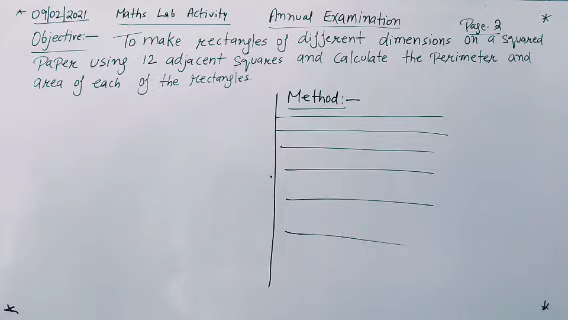 09/02/2021 Maths Lab Activity Annual Examination Page. 2
Objective:- To make rectangles of different dimensions on a squared
Paper using 12 adjacent squares and calculate the Perimeter and
area of each of the rectangles.
Method:-